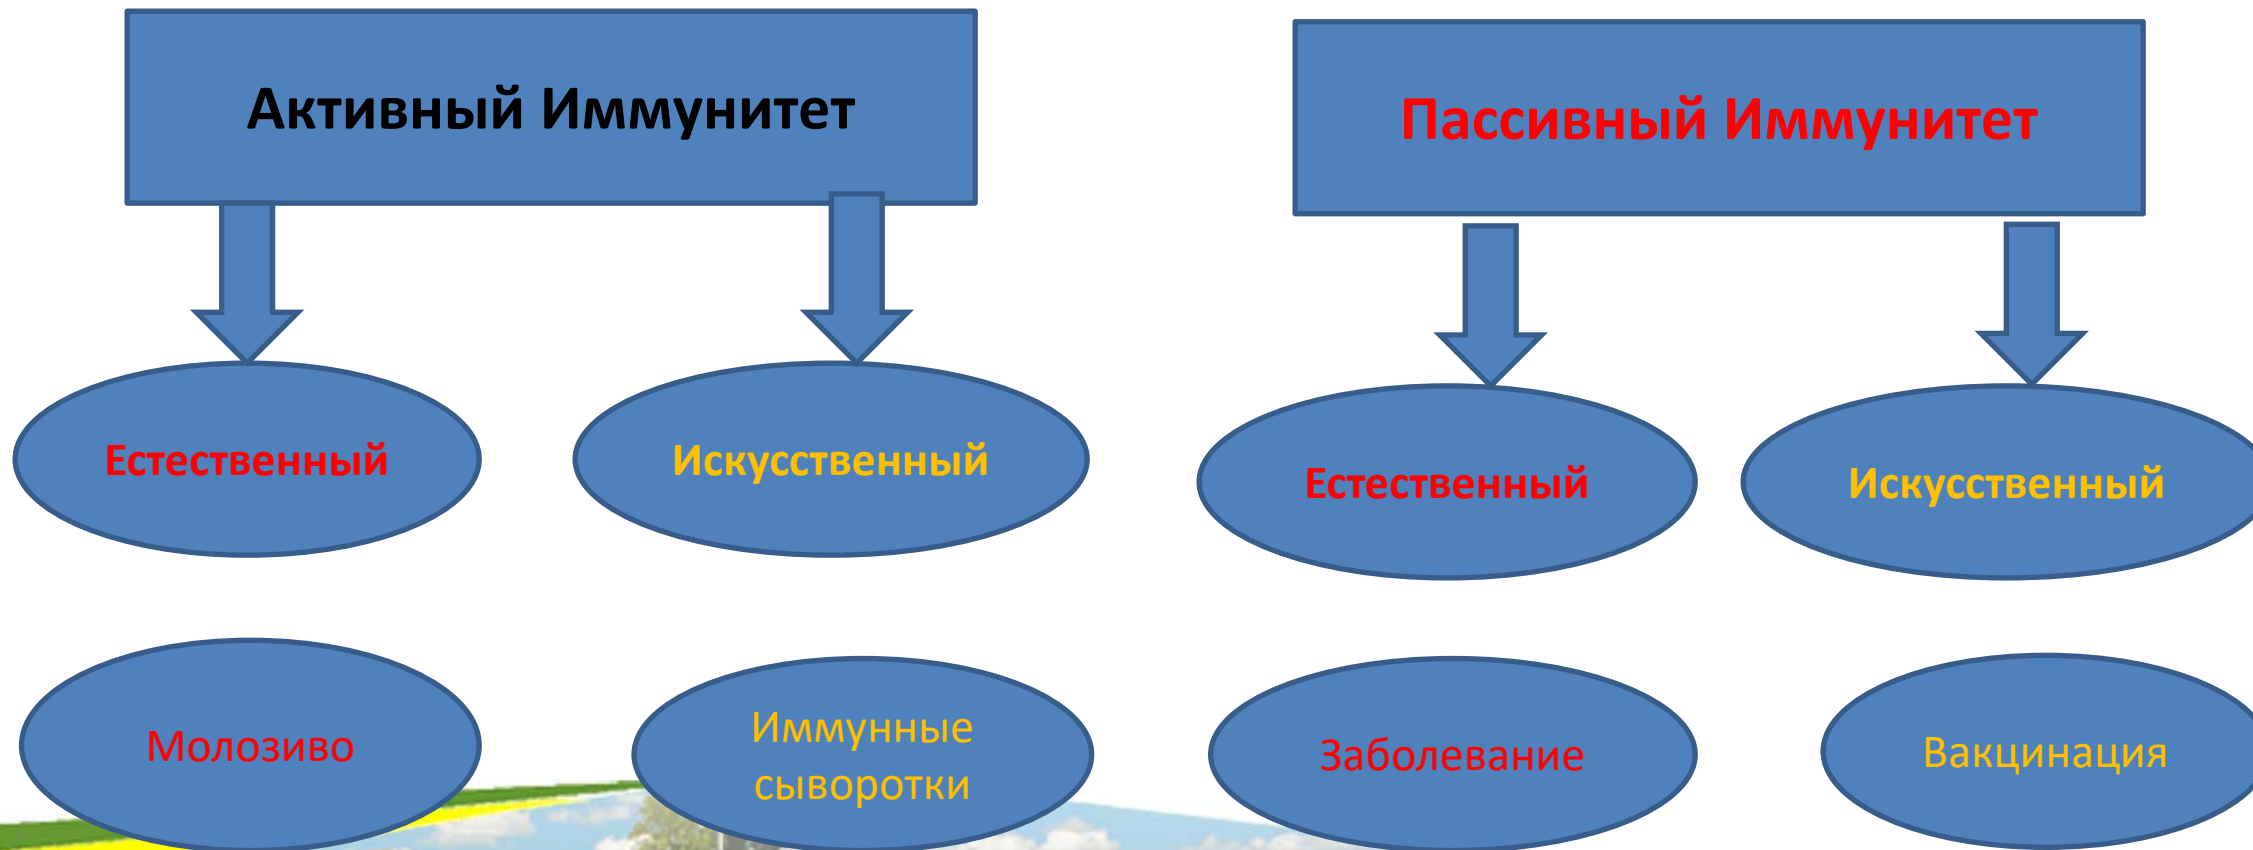 Активный Иммунитет
Пассивный Иммунитет
Естественный
Искусственный
Естественный
Искусственный
Молозиво
Иммунные
сыворотки
Заболевание
Вакцинация